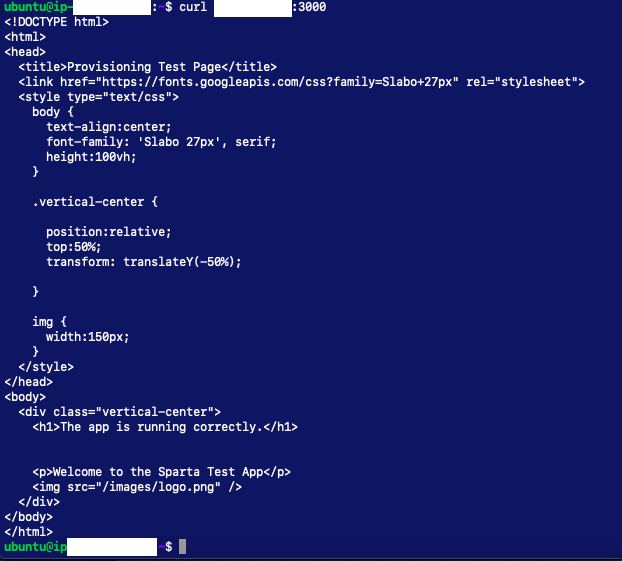 ubuntu@ip- :~$ curl :3000
<!DOCTYPE html>
<html>
<head>
  <title>Provisioning Test Page</title>
  <link href="https://fonts.googleapis.com/css?family=Slabo+27px" rel="stylesheet">
  <style type="text/css">
    body {
      text-align:center;
      font-family: 'Slabo 27px', serif;
      height:100vh;
    }
    .vertical-center {
      position:relative;
      top:50%;
      transform: translateY(-50%);
    }
    img {
      width:150px;
    }
  </style>
</head>
<body>
  <div class="vertical-center">
    <h1>The app is running correctly.</h1>
    <p>Welcome to the Sparta Test App</p>
    <img src="/images/logo.png" />
  </div>
</body>
</html>
ubuntu@ip ~$